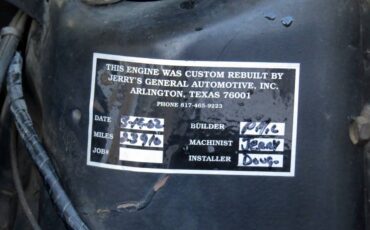 THIS ENGINE WAS CUSTOM REBUILT BY
JERRY'S GENERAL AUTOMOTIVE, INC.
ARLINGTON, TEXAS 76001
PHONE 817-465-9223
DATE
BUILDER
MILES
MACHINIST JERRY
JOB#
INSTALLER Doug